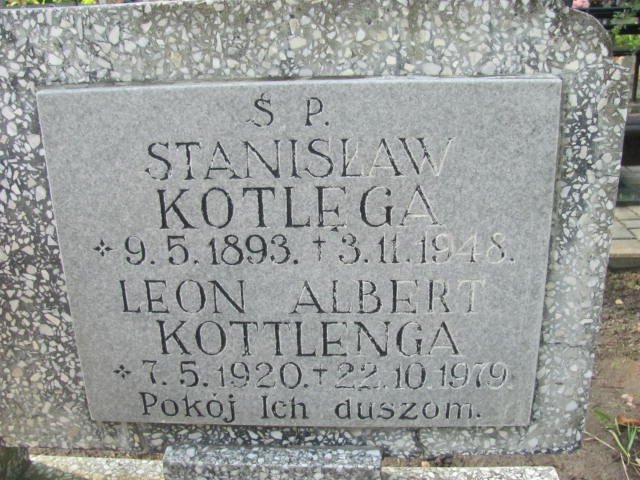 Ś P.
STANISŁAW
KOTLĘGA
* 9.5.1893. † 3.11.1948.
LEON ALBERT
KOTTLENGA
* 7.5.1920. † 22.10.1979.
Pokój Ich duszom.